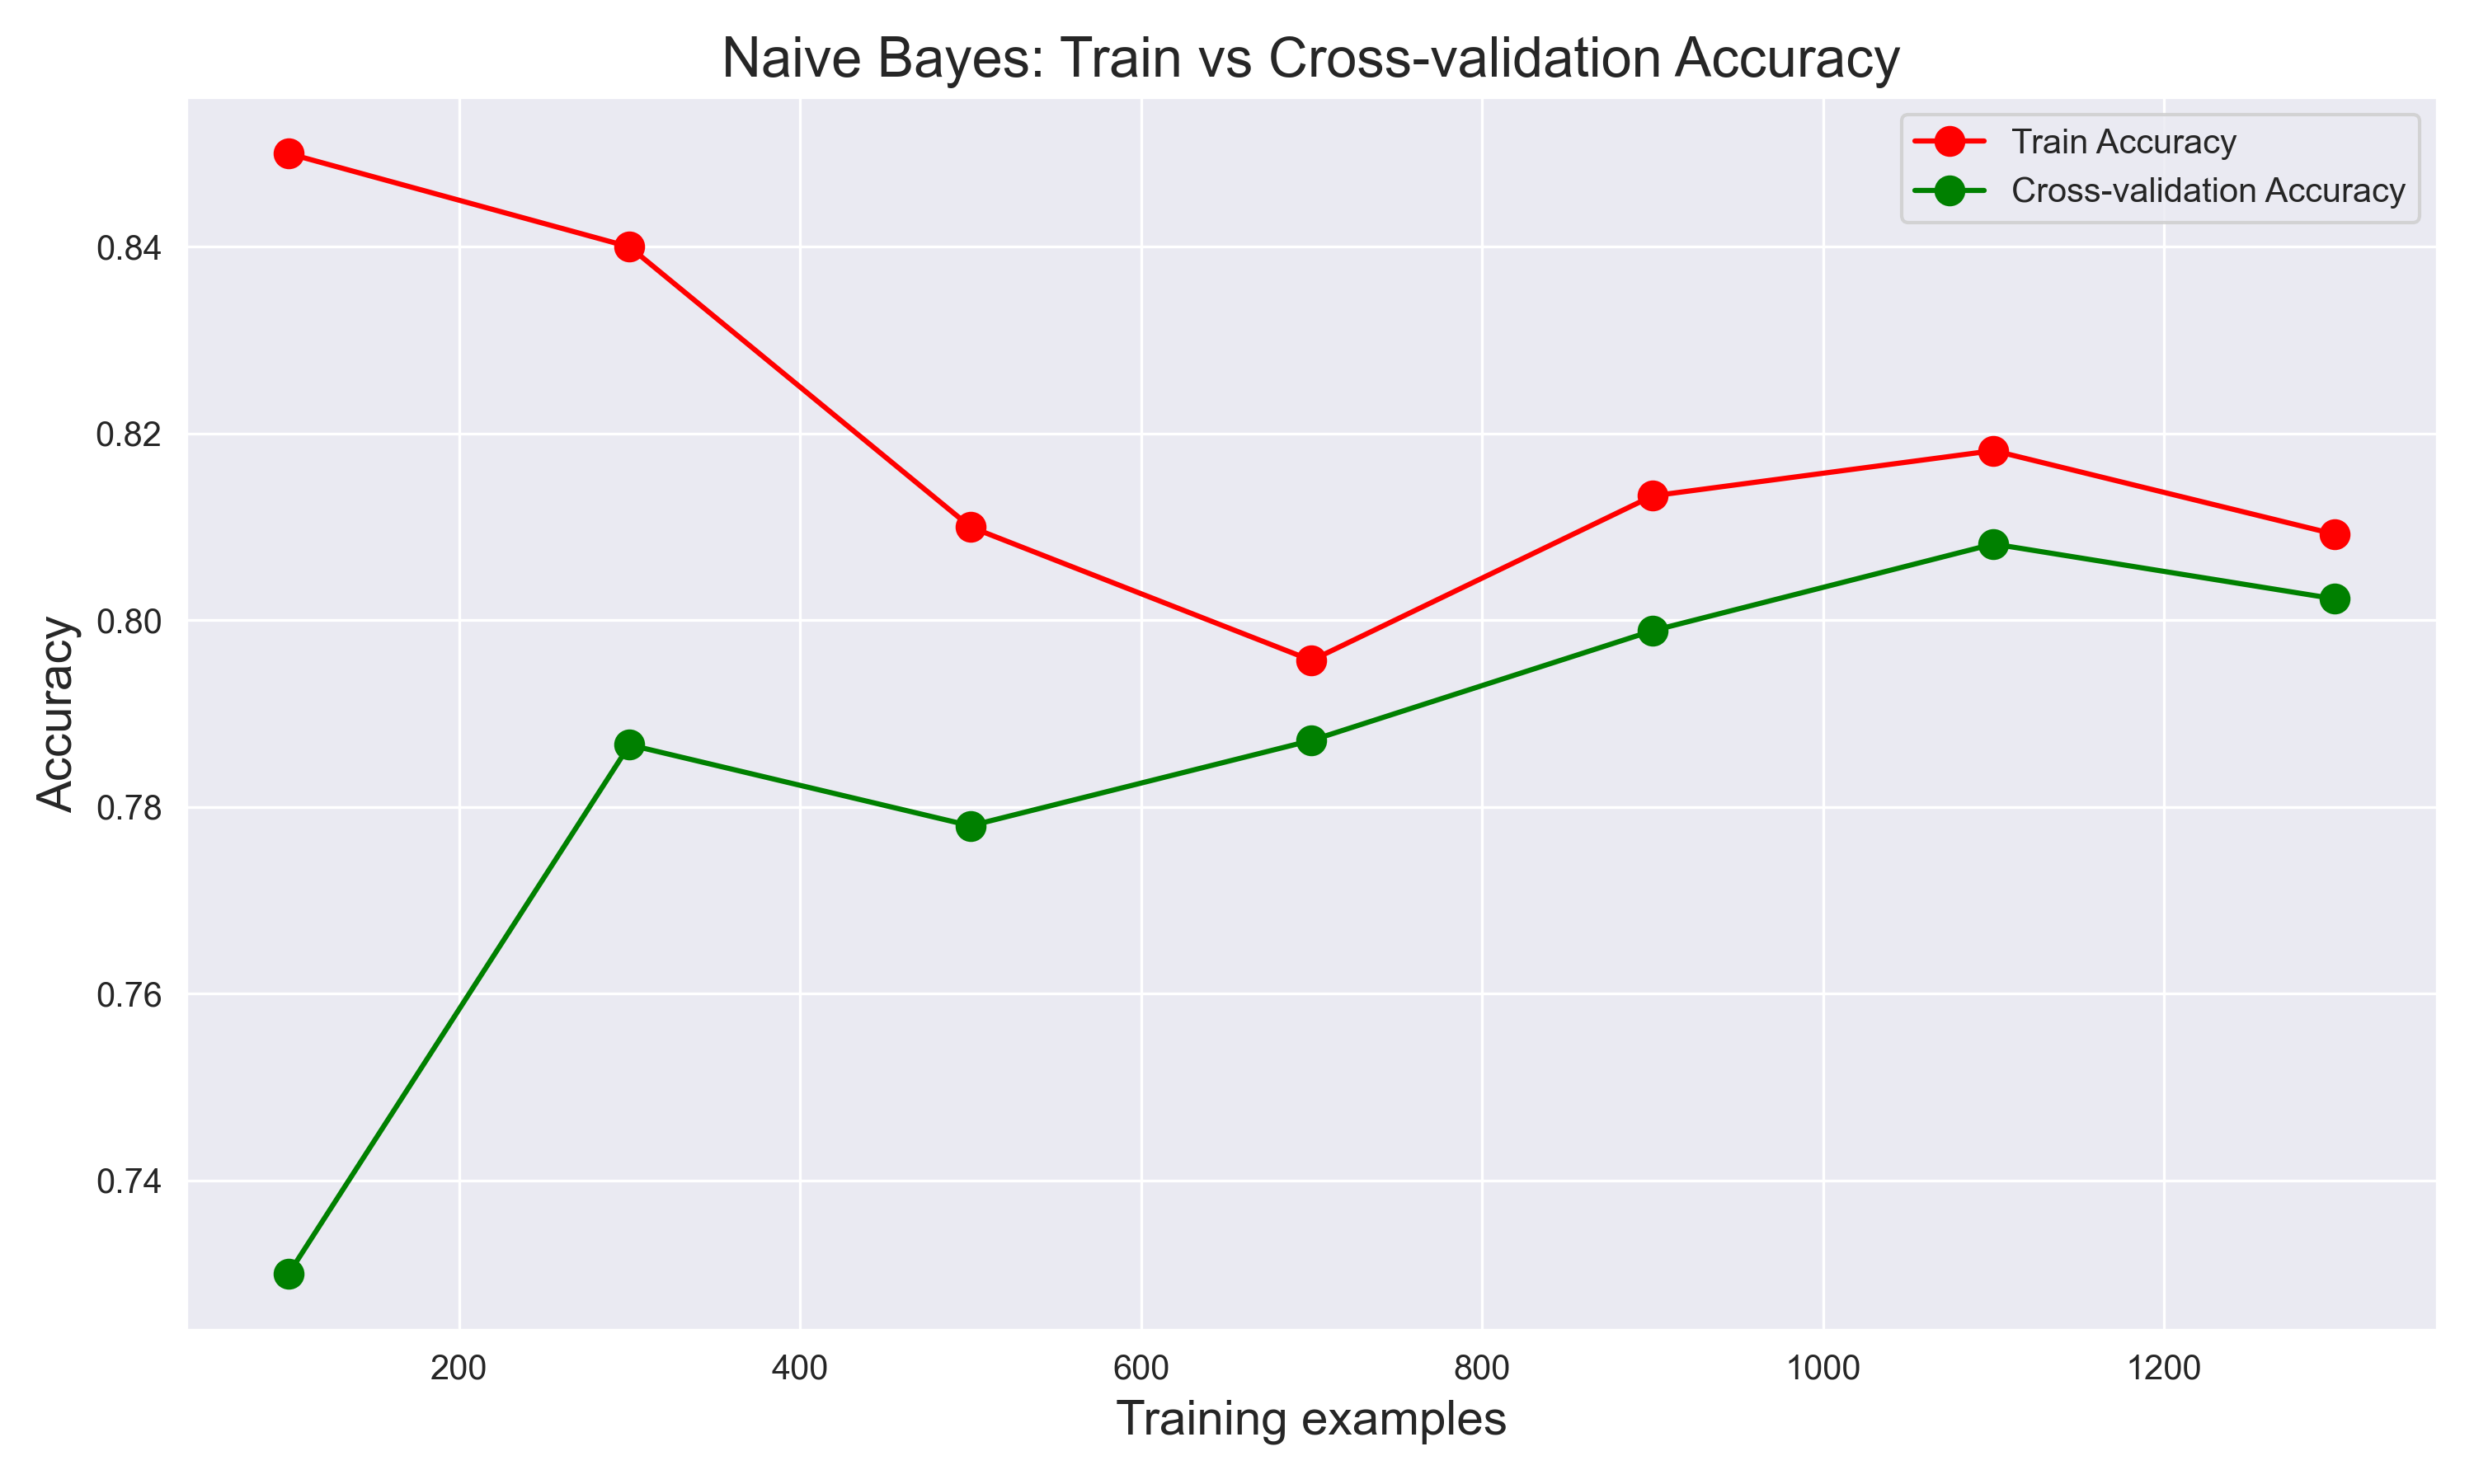 Naive Bayes: Train vs Cross-validation Accuracy
Train Accuracy
Cross-validation Accuracy
Accuracy
0.84
0.82
0.80
0.78
0.76
0.74
200 400 600 800 1000 1200
Training examples